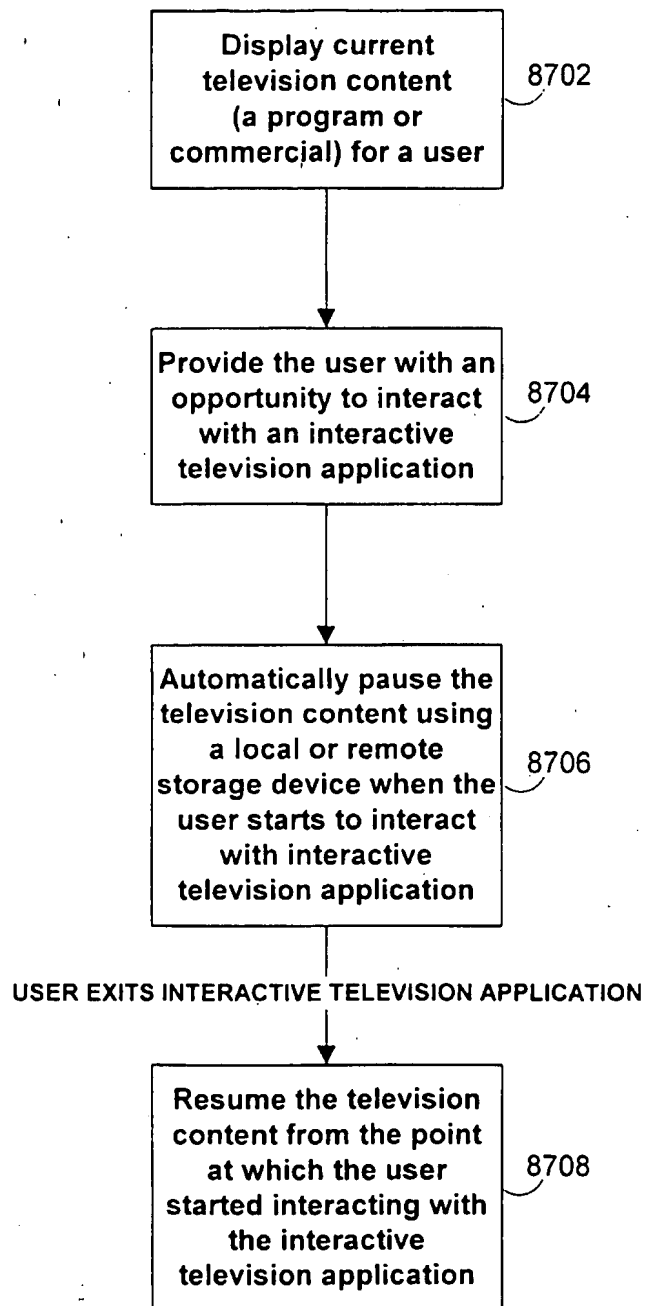 Display current
television content
(a program or
commercial) for a user
8702
Provide the user with an
opportunity to interact
with an interactive
television application
8704
Automatically pause the
television content using
a local or remote
storage device when the
user starts to interact
with interactive
television application
8706
USER EXITS INTERACTIVE TELEVISION APPLICATION
Resume the television
content from the point
at which the user
started interacting with
the interactive
television application
8708